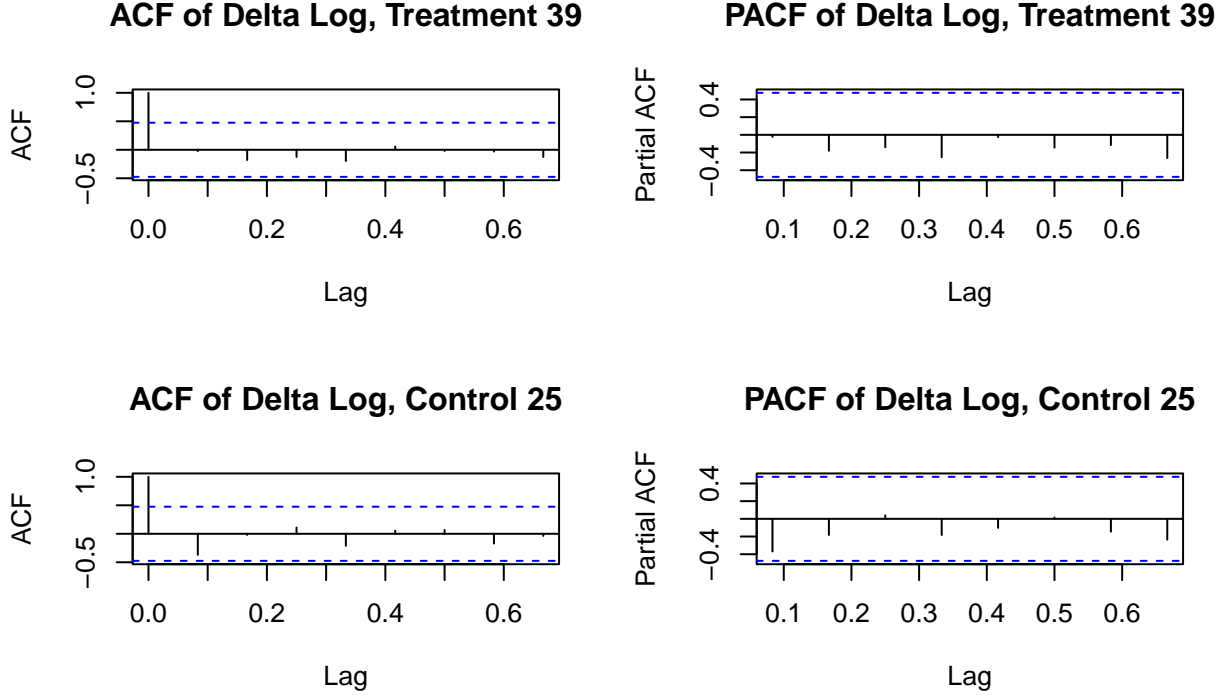 ACF of Delta Log, Treatment 39
ACF
1.0
−0.5
0.0 0.2 0.4 0.6
Lag
PACF of Delta Log, Treatment 39
Partial ACF
0.4
−0.4
0.1 0.2 0.3 0.4 0.5 0.6
Lag
ACF of Delta Log, Control 25
ACF
1.0
−0.5
0.0 0.2 0.4 0.6
Lag
PACF of Delta Log, Control 25
Partial ACF
0.4
−0.4
0.1 0.2 0.3 0.4 0.5 0.6
Lag